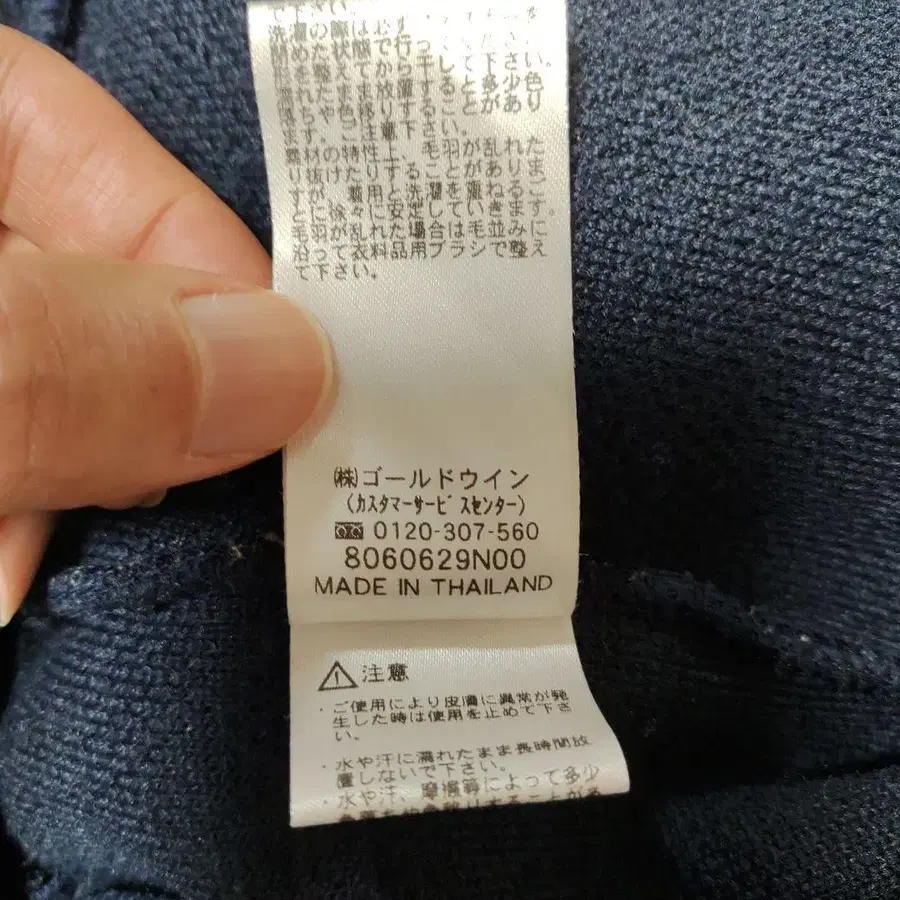 で下さい。
洗濯の際はおす
閉めた状態で行って下さい。
形を整えてから干して下さい。
濡れたまま放置すると多少色
落ちや色移りすることがあり
ます。ご注意下さい。
素材の特性上、毛羽が乱れた
り抜けたりすることがありま
すが、着用と洗濯を重ねるご
とに徐々に安定していきます。
毛羽が乱れた場合は毛並みに
沿って衣料品用ブラシで整え
て下さい。
㈱ゴールドウイン
(カスタマーサービスセンター)
0120-307-560
8060629N00
MADE IN THAILAND
注意
・ご使用により皮膚に異常が発
生した時は使用を止めて下さ
い。
・水や汗に濡れたまま長時間放
置しないで下さい。
・水や汗、摩擦等によって多少